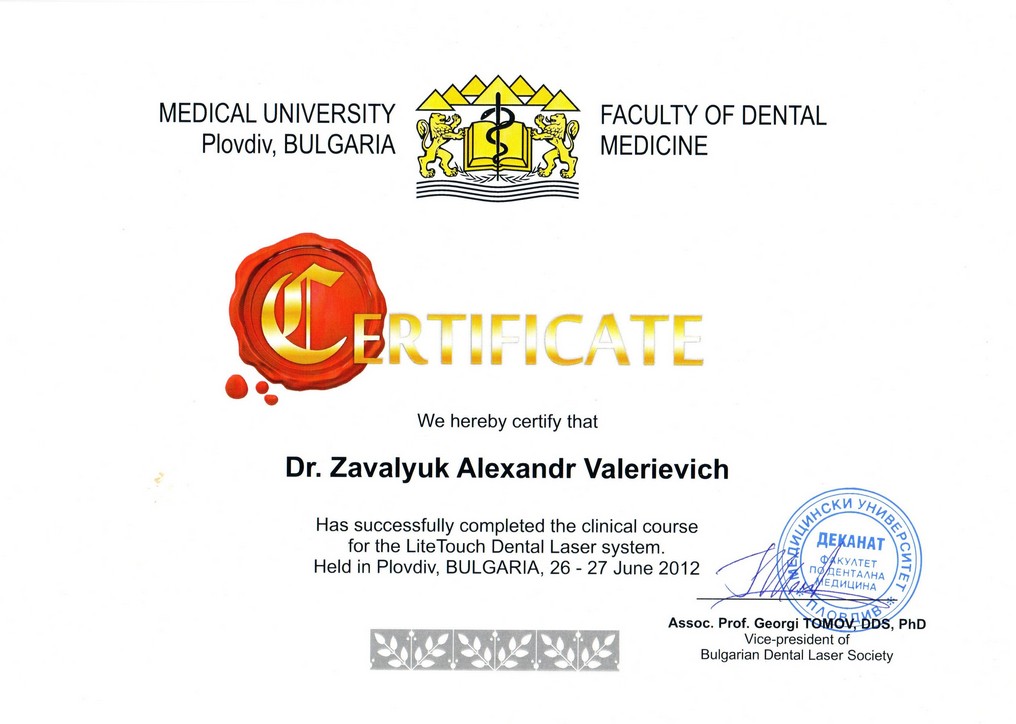 MEDICAL UNIVERSITY
Plovdiv, BULGARIA
FACULTY OF DENTAL
MEDICINE
CERTIFICATE
We hereby certify that
Dr. Zavalyuk Alexandr Valerievich
Has successfully completed the clinical course
for the LiteTouch Dental Laser system.
Held in Plovdiv, BULGARIA, 26 - 27 June 2012
МЕДИЦИНСКИ УНИВЕРСИТЕТ
ДЕКАНАТ
ФАКУЛТЕТ
ПО ДЕНТАЛНА
МЕДИЦИНА
* ПЛОВДИВ *
Assoc. Prof. Georgi TOMOV, DDS, PhD
Vice-president of
Bulgarian Dental Laser Society